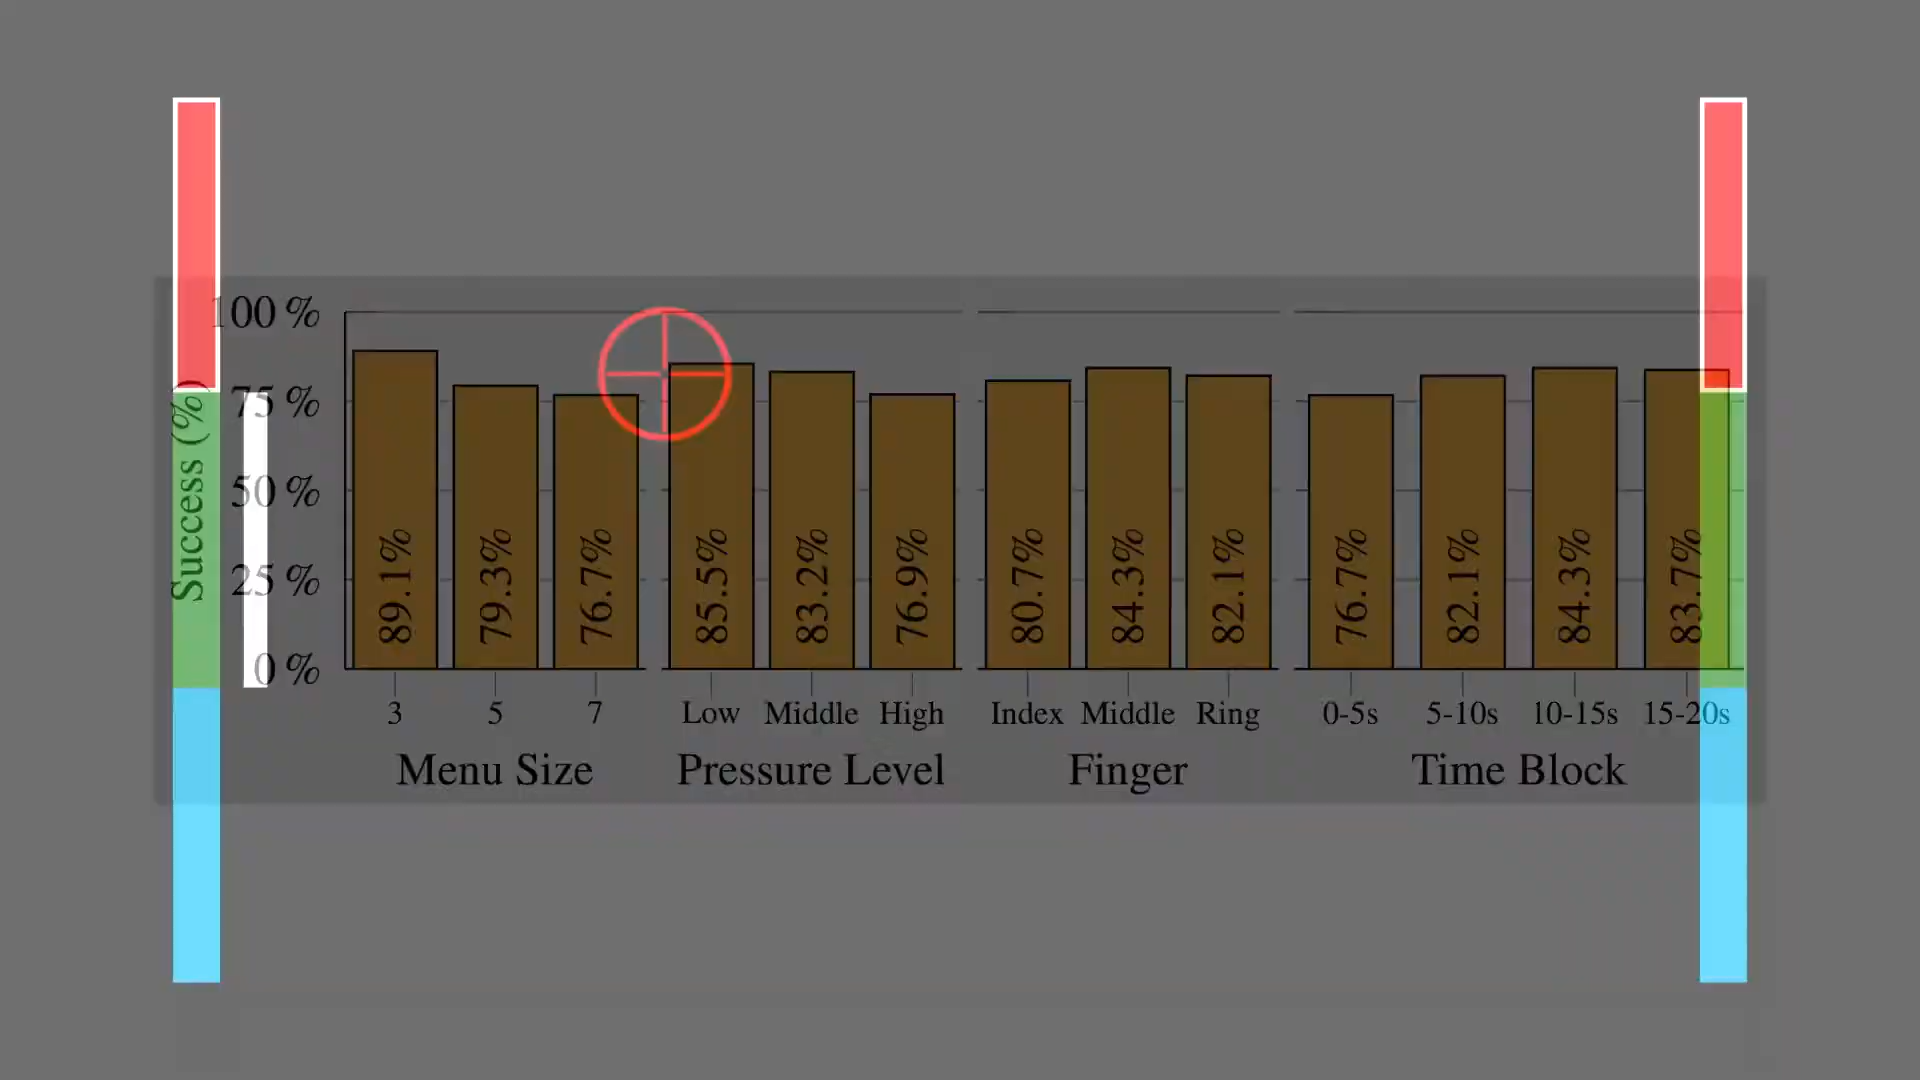 Success (%)
100 %
75 %
50 %
25 %
0 %
89.1% 79.3% 76.7% 85.5% 83.2% 76.9% 80.7% 84.3% 82.1% 76.7% 82.1% 84.3% 83.7%
3 5 7 Low Middle High Index Middle Ring 0-5s 5-10s 10-15s 15-20s
Menu Size Pressure Level Finger Time Block